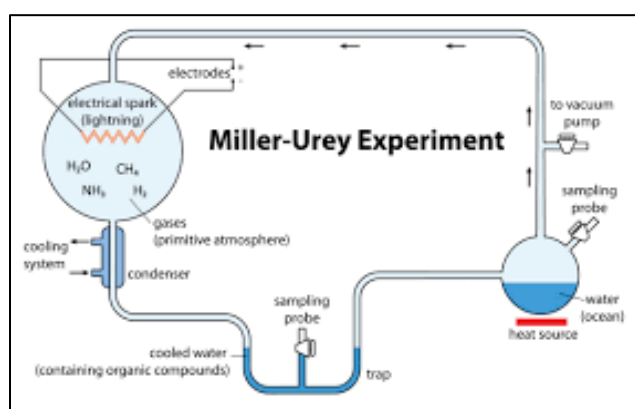 electrodes
+
-
electrical spark
(lightning)
Miller-Urey Experiment
to vacuum
pump
H₂O
CH₄
NH₃
H₂
sampling
probe
gases
(primitive atmosphere)
cooling
system
condenser
sampling
probe
water
(ocean)
heat source
cooled water
(containing organic compounds)
trap